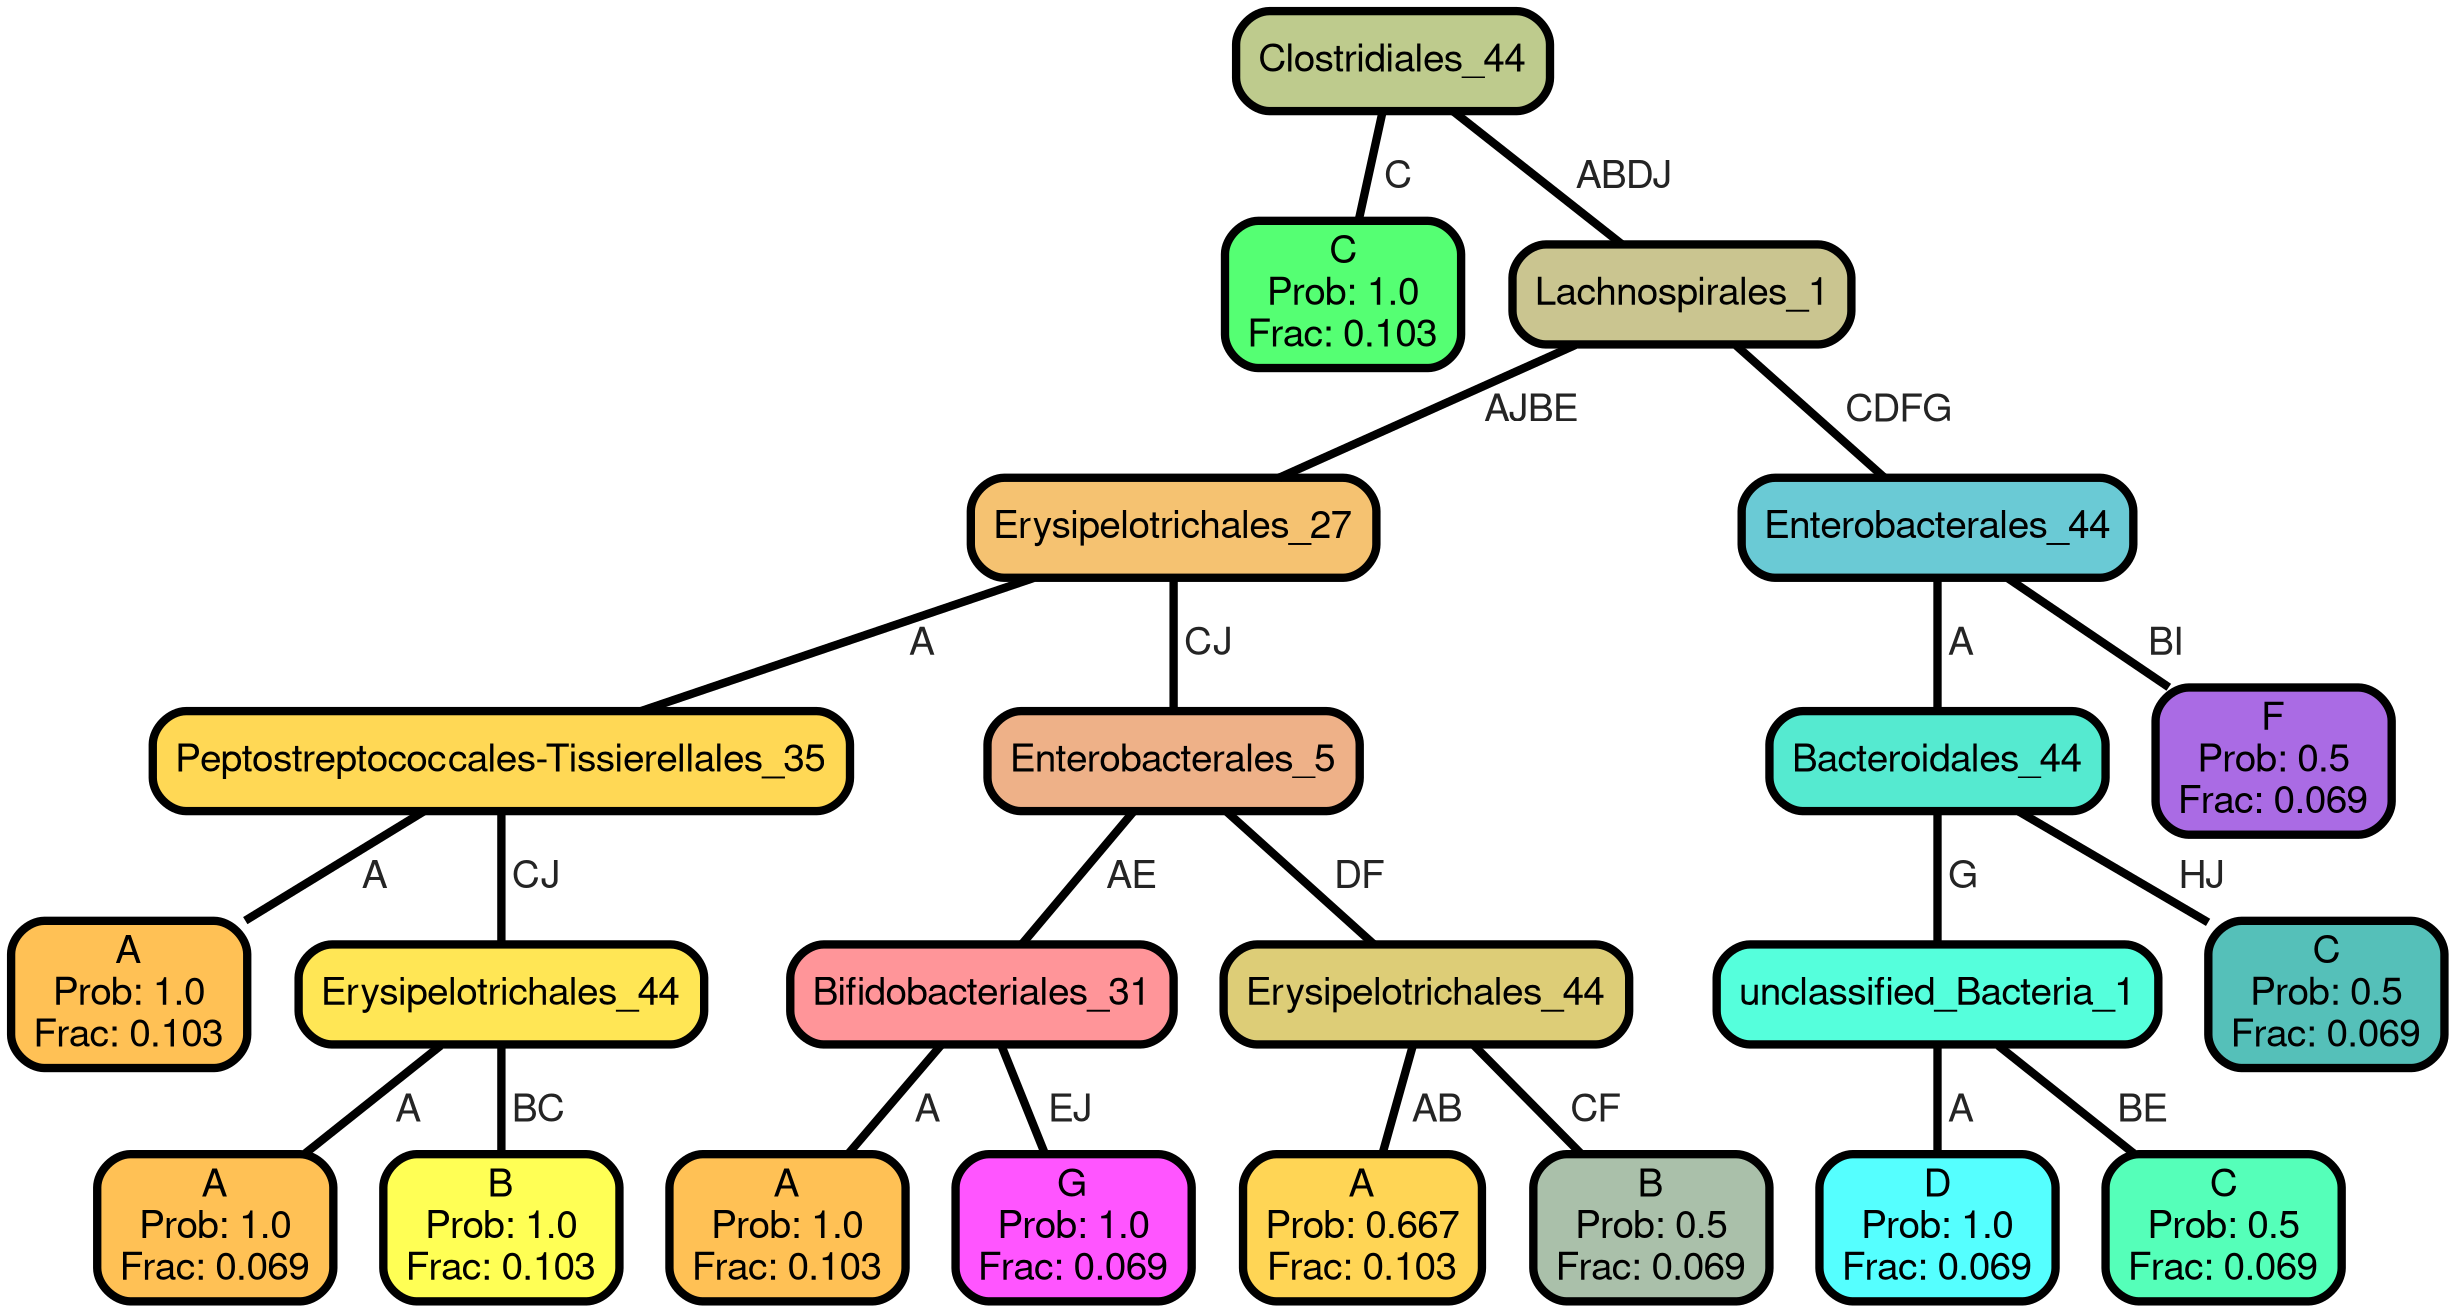 Clostridiales_44
C
ABDJ
C
Prob: 1.0
Frac: 0.103
Lachnospirales_1
AJBE
CDFG
Erysipelotrichales_27
Enterobacterales_44
A
CJ
A
BI
Peptostreptococcales-Tissierellales_35
Enterobacterales_5
Bacteroidales_44
F
Prob: 0.5
Frac: 0.069
A
CJ
AE
DF
G
HJ
A
Prob: 1.0
Frac: 0.103
Erysipelotrichales_44
Bifidobacteriales_31
Erysipelotrichales_44
unclassified_Bacteria_1
C
Prob: 0.5
Frac: 0.069
A
BC
A
EJ
AB
CF
A
BE
A
Prob: 1.0
Frac: 0.069
B
Prob: 1.0
Frac: 0.103
A
Prob: 1.0
Frac: 0.103
G
Prob: 1.0
Frac: 0.069
A
Prob: 0.667
Frac: 0.103
B
Prob: 0.5
Frac: 0.069
D
Prob: 1.0
Frac: 0.069
C
Prob: 0.5
Frac: 0.069